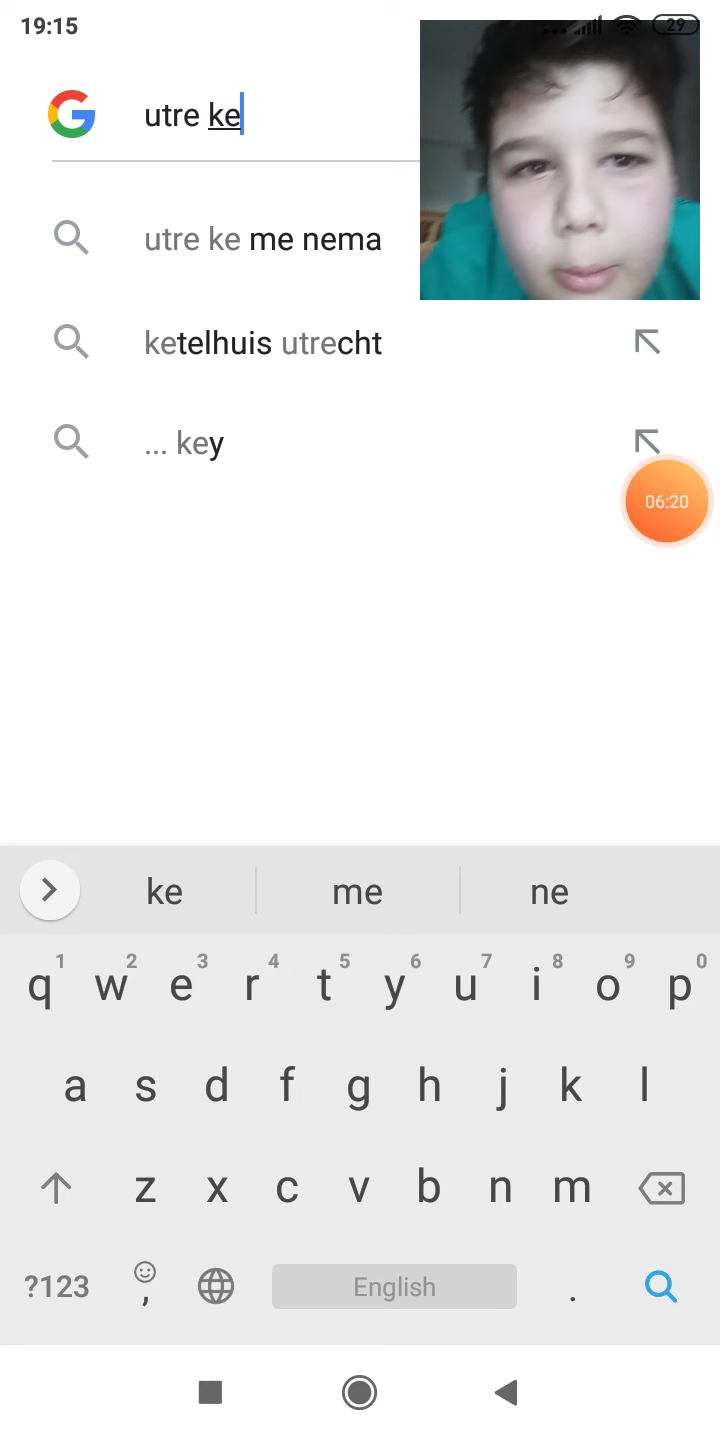 19:15
29
utre ke
utre ke me nema
ketelhuis utrecht
... key
06:20
ke me ne
1 2 3 4 5 6 7 8 9 0
q w e r t y u i o p
a s d f g h j k l
z x c v b n m
?123 , English .